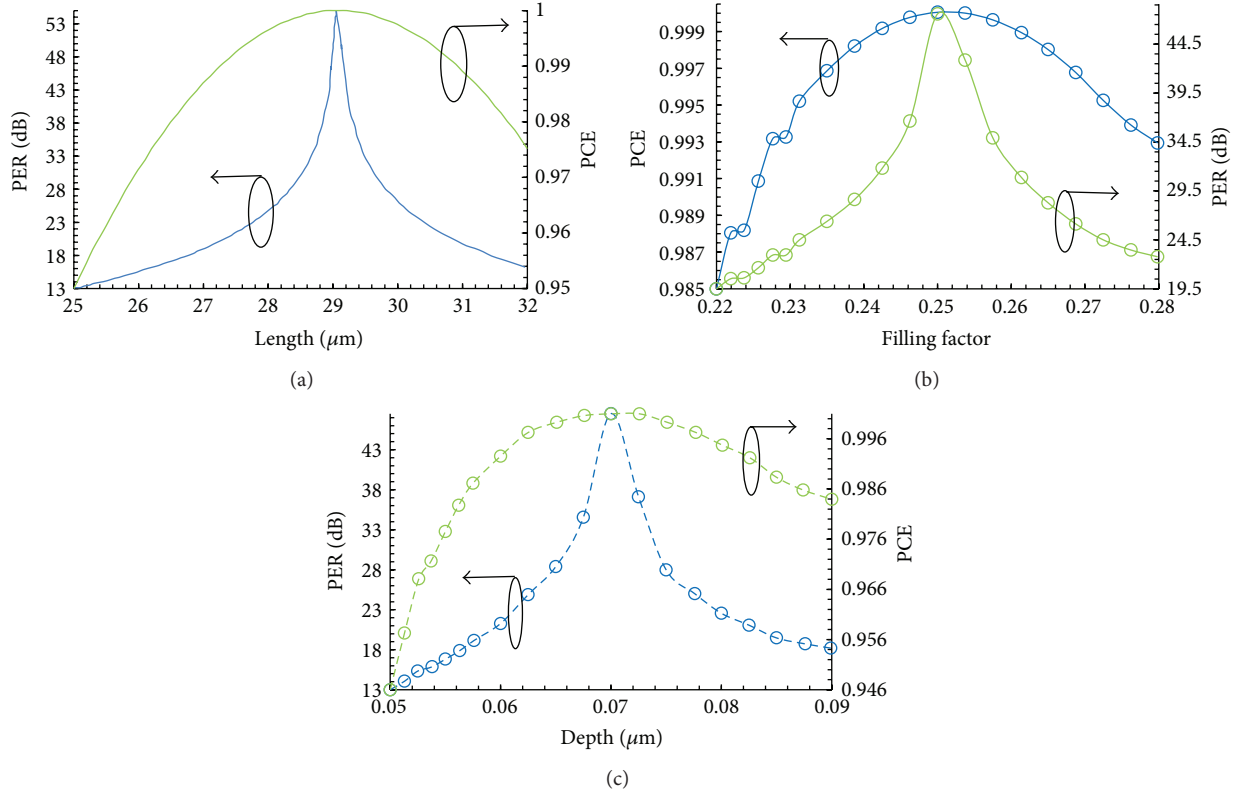 55
53
48
43
38
33
28
23
18
13
PER (dB)
1
0.99
0.98
0.97
0.96
0.95
PCE
25 26 27 28 29 30 31 32
Length (μm)
(a)
0.999
0.997
0.995
0.993
0.991
0.989
0.987
0.985
PCE
44.5
39.5
34.5
29.5
24.5
19.5
PER (dB)
0.22 0.23 0.24 0.25 0.26 0.27 0.28
Filling factor
(b)
43
38
33
28
23
18
13
PER (dB)
0.996
0.986
0.976
0.966
0.956
0.946
PCE
0.05 0.06 0.07 0.08 0.09
Depth (μm)
(c)